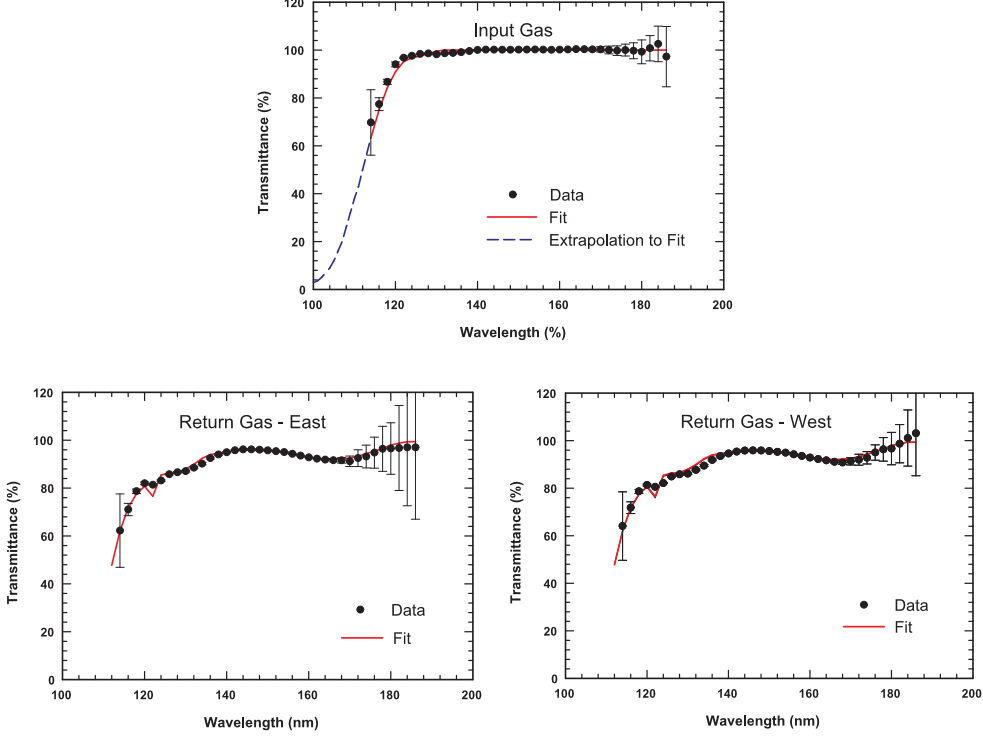 Input Gas
Transmittance (%)
120
100
80
60
40
20
0
Data
Fit
Extrapolation to Fit
100 120 140 160 180 200
Wavelength (%)
Return Gas - East
Transmittance (%)
120
100
80
60
40
20
0
Data
Fit
100 120 140 160 180 200
Wavelength (nm)
Return Gas - West
Transmittance (%)
120
100
80
60
40
20
0
Data
Fit
100 120 140 160 180 200
Wavelength (nm)